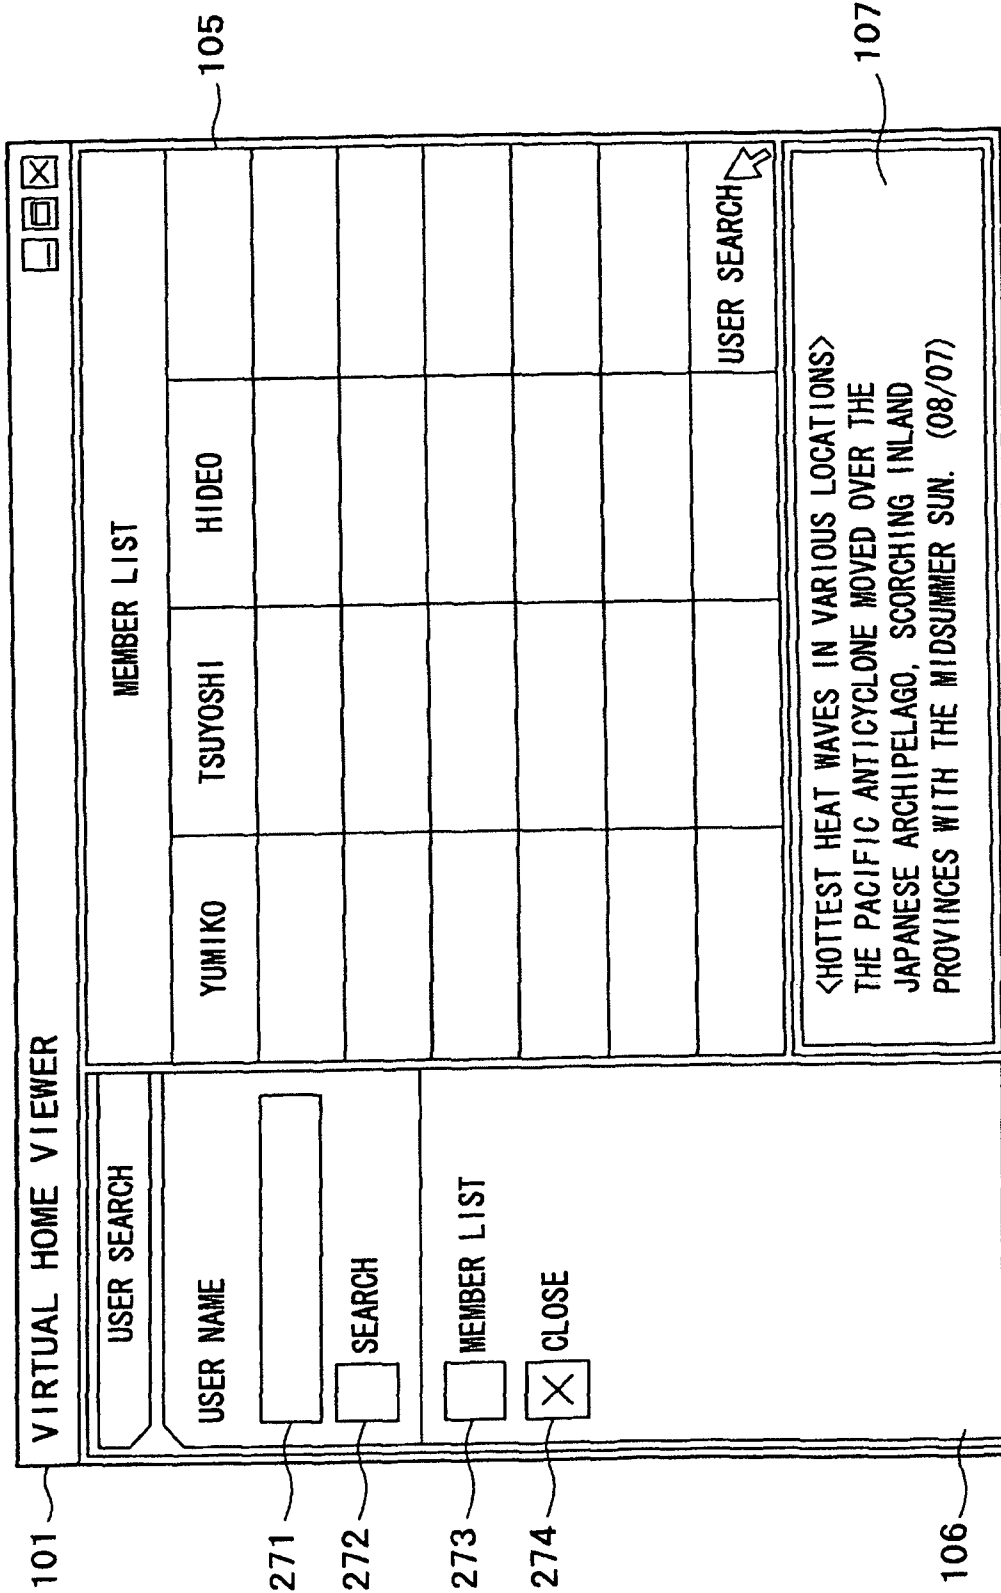 VIRTUAL HOME VIEWER
101
USER SEARCH
USER NAME
271
272
SEARCH
273
MEMBER LIST
274
CLOSE
106
MEMBER LIST
105
YUMIKO TSUYOSHI HIDEO
USER SEARCH
<HOTTEST HEAT WAVES IN VARIOUS LOCATIONS>
THE PACIFIC ANTICYCLONE MOVED OVER THE
JAPANESE ARCHIPELAGO, SCORCHING INLAND
PROVINCES WITH THE MIDSUMMER SUN. (08/07)
107